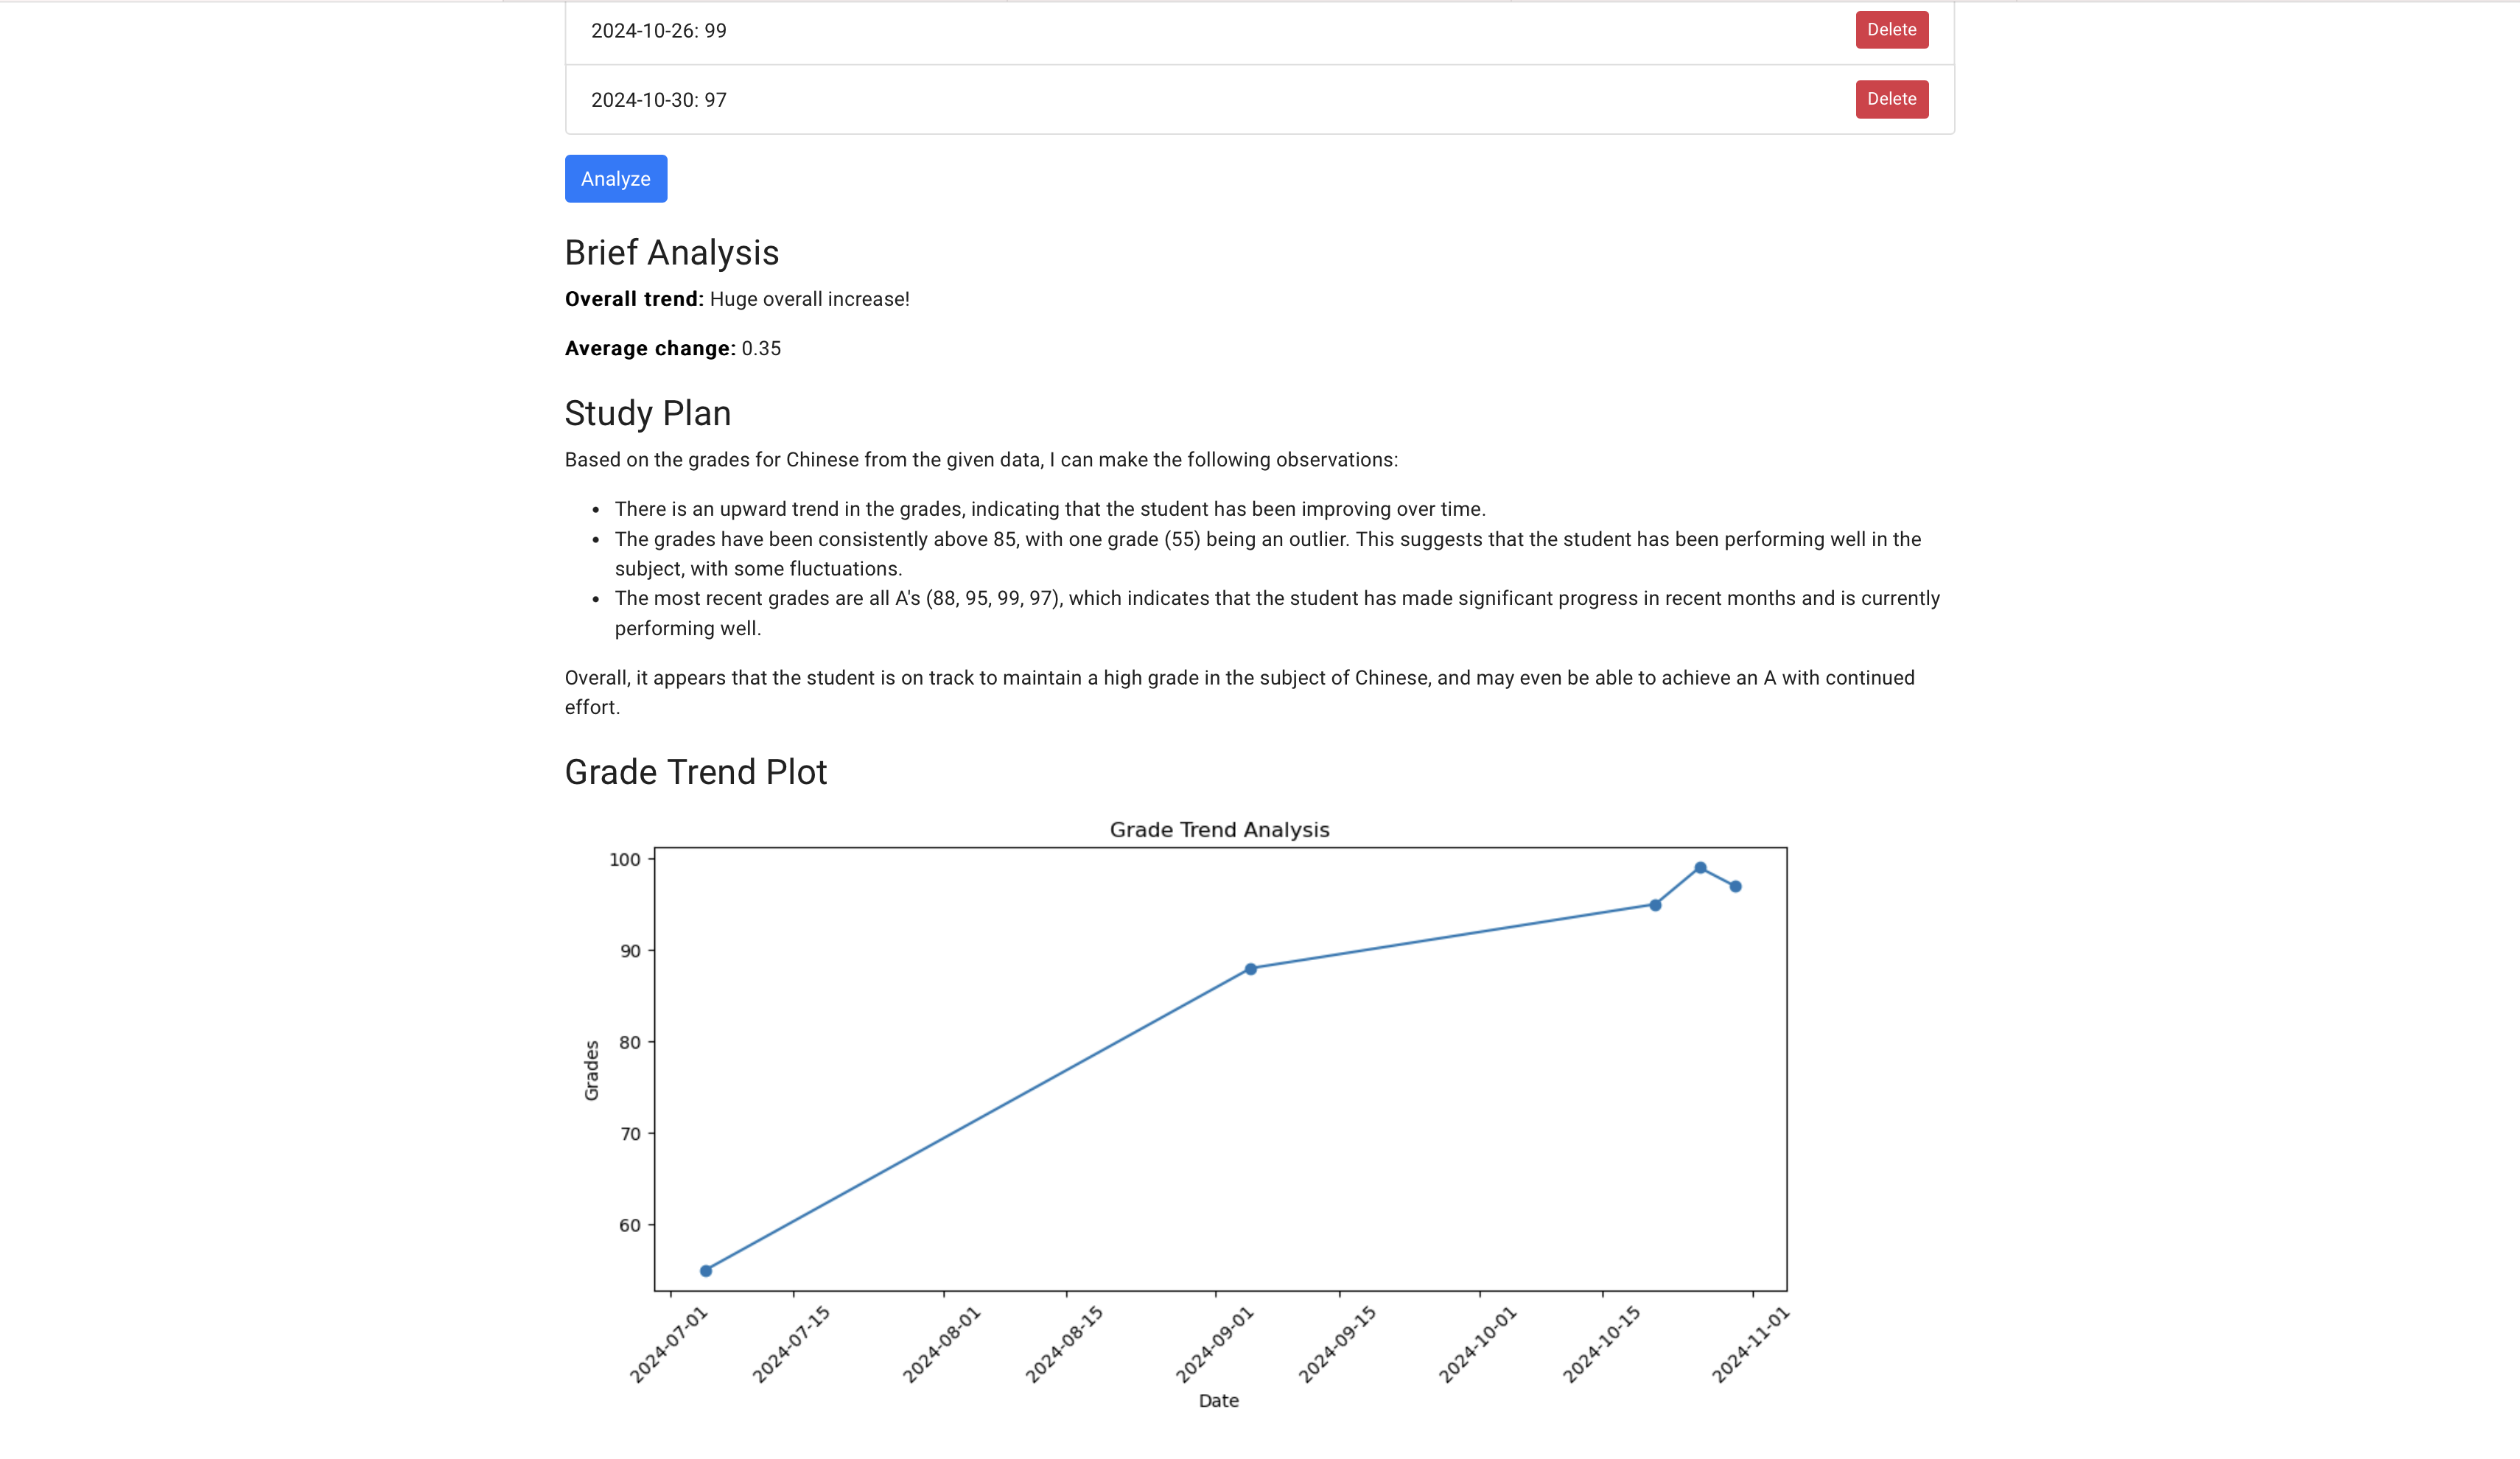 2024-10-26: 99
Delete
2024-10-30: 97
Delete
Analyze
Brief Analysis
Overall trend: Huge overall increase!
Average change: 0.35
Study Plan
Based on the grades for Chinese from the given data, I can make the following observations:
• There is an upward trend in the grades, indicating that the student has been improving over time.
• The grades have been consistently above 85, with one grade (55) being an outlier. This suggests that the student has been performing well in the
subject, with some fluctuations.
• The most recent grades are all A's (88, 95, 99, 97), which indicates that the student has made significant progress in recent months and is currently
performing well.
Overall, it appears that the student is on track to maintain a high grade in the subject of Chinese, and may even be able to achieve an A with continued
effort.
Grade Trend Plot
Grade Trend Analysis
100
90
80
70
60
Grades
2024-07-01
2024-07-15
2024-08-01
2024-08-15
2024-09-01
2024-09-15
2024-10-01
2024-10-15
2024-11-01
Date